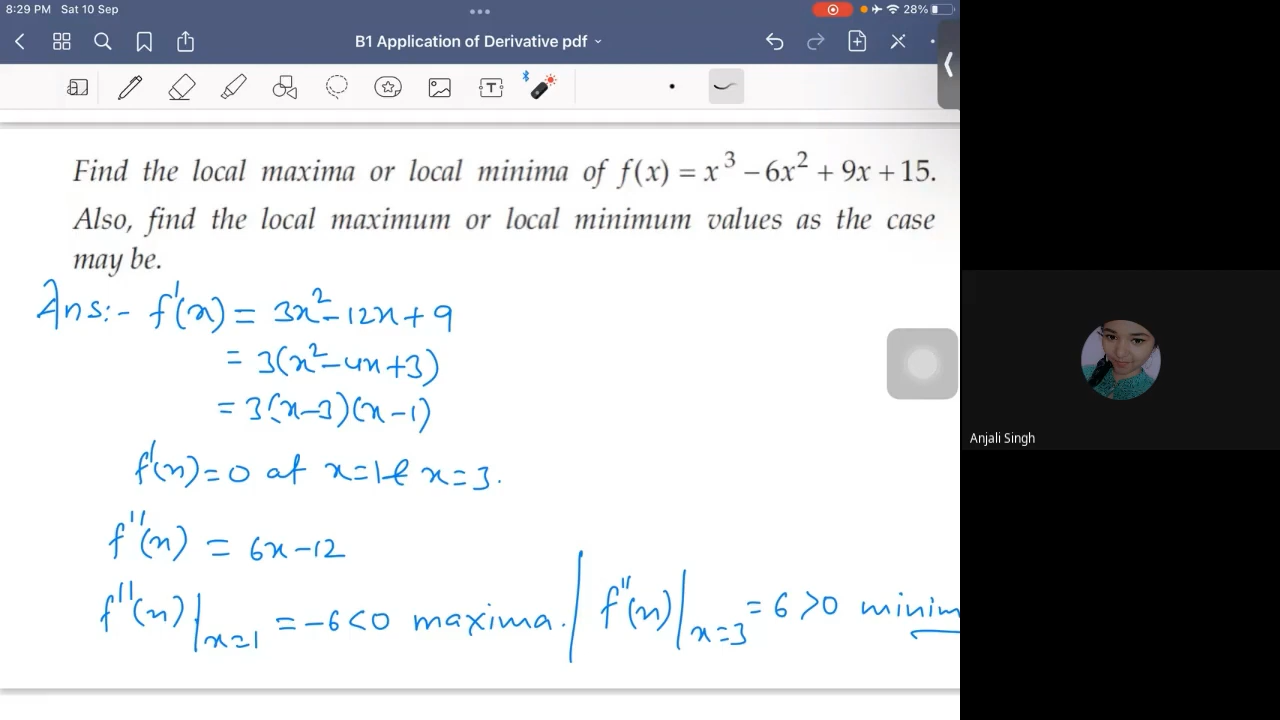 8:29 PM Sat 10 Sep
28%
B1 Application of Derivative pdf
T
Find the local maxima or local minima of f(x) = x³ − 6x² + 9x + 15.
Also, find the local maximum or local minimum values as the case
may be.
Ans:- f'(x) = 3x² - 12x + 9
= 3(x² - 4x + 3)
= 3(x - 3)(x - 1)
f'(x) = 0 at x = 1 & x = 3.
f''(x) = 6x - 12
f''(x)|x=1 = -6 < 0 maxima. / f''(x)|x=3 = 6 > 0 minim
Anjali Singh